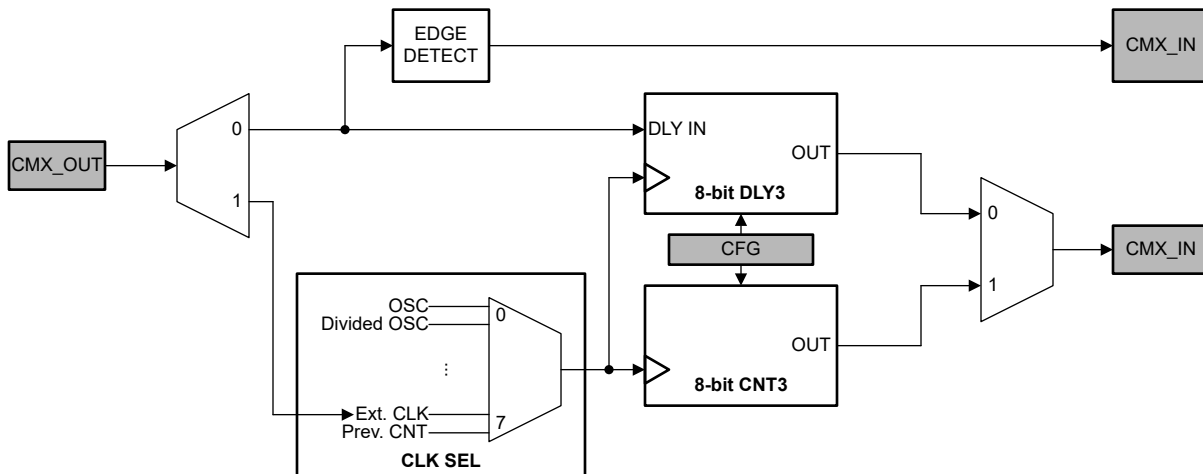 EDGE
DETECT
CMX_IN
0
CMX_OUT
DLY IN
OUT
1
8-bit DLY3
0
CFG
CMX_IN
1
OSC
0
Divided OSC
...
OUT
8-bit CNT3
Ext. CLK
7
Prev. CNT
CLK SEL